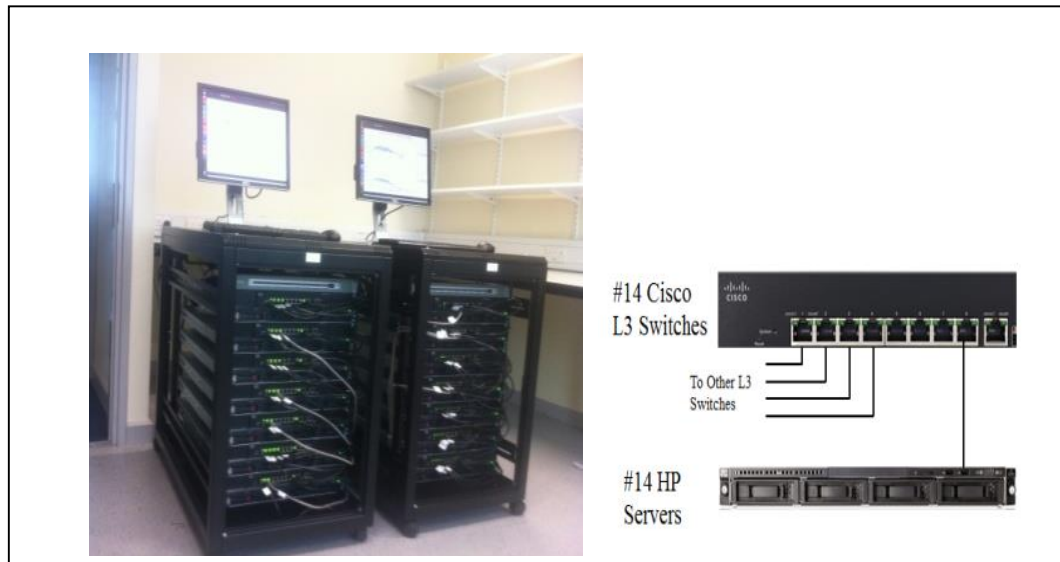 #14 Cisco
L3 Switches
CISCO
To Other L3
Switches
#14 HP
Servers